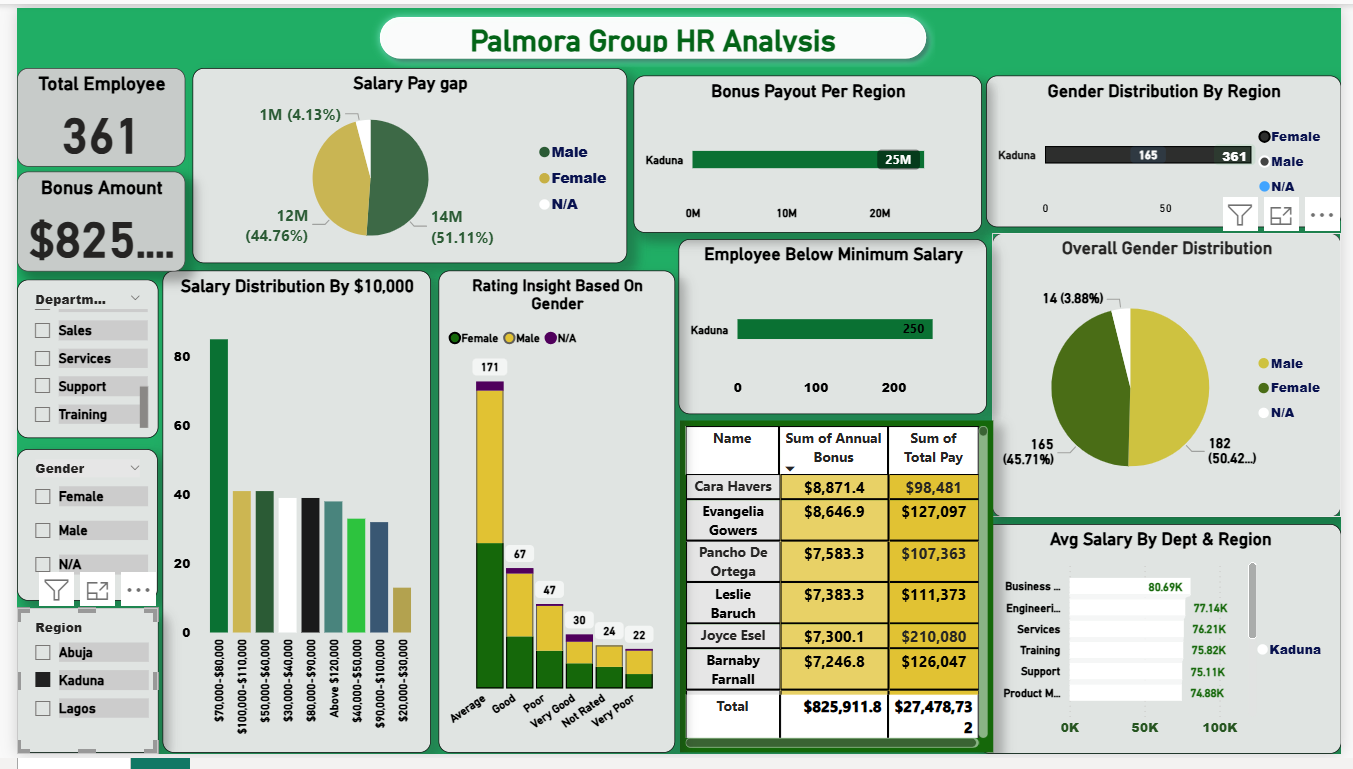 Palmora Group HR Analysis
Total Employee
361
Bonus Amount
$825....
Salary Pay gap
1M (4.13%)
12M
(44.76%)
14M
(51.11%)
Male
Female
N/A
Bonus Payout Per Region
Kaduna
25M
0M
10M
20M
Gender Distribution By Region
Kaduna
165
361
0
50
Female
Male
N/A
Departm...
Sales
Services
Support
Training
Gender
Female
Male
N/A
Region
Abuja
Kaduna
Lagos
Salary Distribution By $10,000
80
60
40
20
0
$70,000-$80,000
$100,000-$110,000
$50,000-$60,000
$30,000-$40,000
$80,000-$90,000
Above $120,000
$40,000-$50,000
$90,000-$100,000
$20,000-$30,000
Rating Insight Based On
Gender
Female Male N/A
171
67
47
30
24
22
Average
Good
Poor
Very Good
Not Rated
Very Poor
Employee Below Minimum Salary
Kaduna
250
0
100
200
Name Sum of Annual Sum of
Bonus Total Pay
Cara Havers $8,871.4 $98,481
Evangelia $8,646.9 $127,097
Gowers
Pancho De $7,583.3 $107,363
Ortega
Leslie $7,383.3 $111,373
Baruch
Joyce Esel $7,300.1 $210,080
Barnaby $7,246.8 $126,047
Farnall
Total $825,911.8 $27,478,73
2
Overall Gender Distribution
14 (3.88%)
165
(45.71%)
182
(50.42...)
Male
Female
N/A
Avg Salary By Dept & Region
Business ... 80.69K
Engineeri... 77.14K
Services 76.21K
Training 75.82K
Support 75.11K
Product M... 74.88K
0K
50K
100K
Kaduna